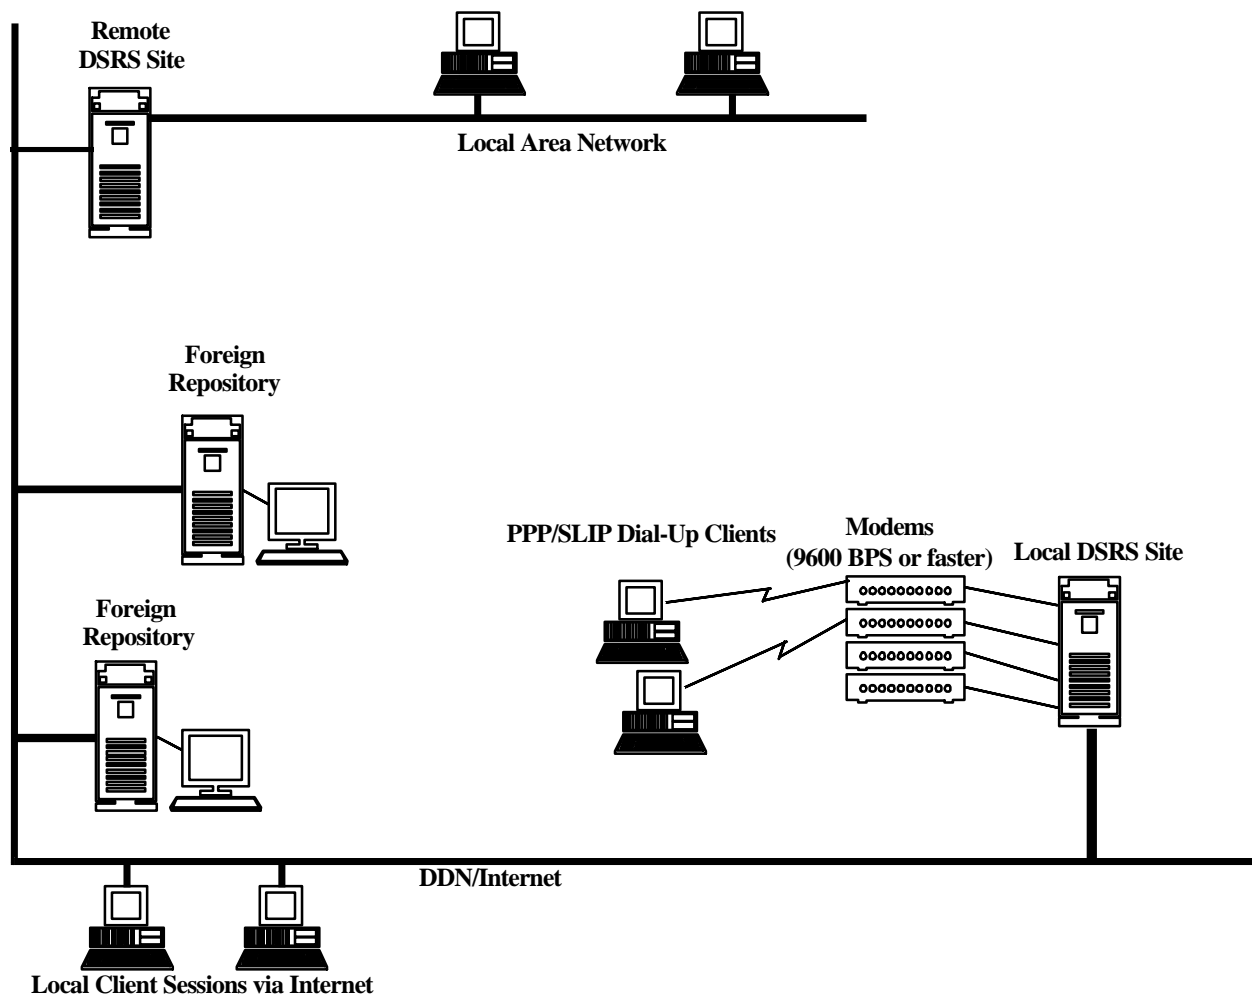 Remote
DSRS Site
Local Area Network
Foreign
Repository
PPP/SLIP Dial-Up Clients
Modems
(9600 BPS or faster)
Local DSRS Site
Foreign
Repository
DDN/Internet
Local Client Sessions via Internet